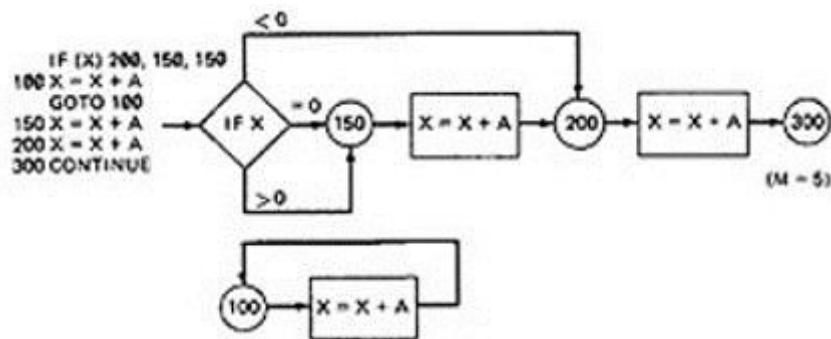 IF (X) 200, 150, 150
100 X = X + A
GOTO 100
150 X = X + A
200 X = X + A
300 CONTINUE
< 0
IF X
= 0
150
X = X + A
200
X = X + A
300
> 0
(M = 5)
100
X = X + A